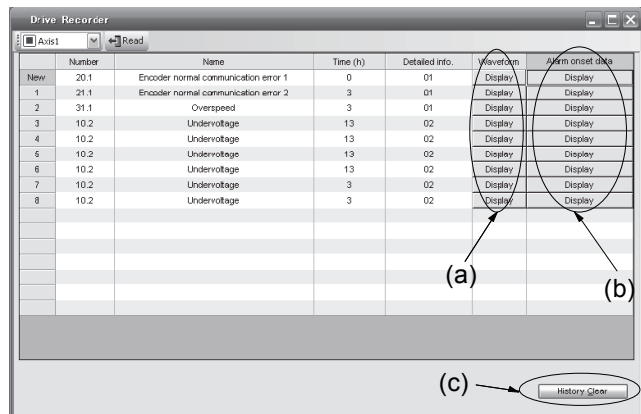 Drive Recorder
Axis1 Read
Number Name Time (h) Detailed info. Waveform Alarm onset data
New 20.1 Encoder normal communication error 1 0 01 Display Display
1 21.1 Encoder normal communication error 2 3 01 Display Display
2 31.1 Overspeed 3 01 Display Display
3 10.2 Undervoltage 13 02 Display Display
4 10.2 Undervoltage 13 02 Display Display
5 10.2 Undervoltage 13 02 Display Display
6 10.2 Undervoltage 13 02 Display Display
7 10.2 Undervoltage 3 02 Display Display
8 10.2 Undervoltage 3 02 Display Display
(a)
(b)
(c)
History Clear